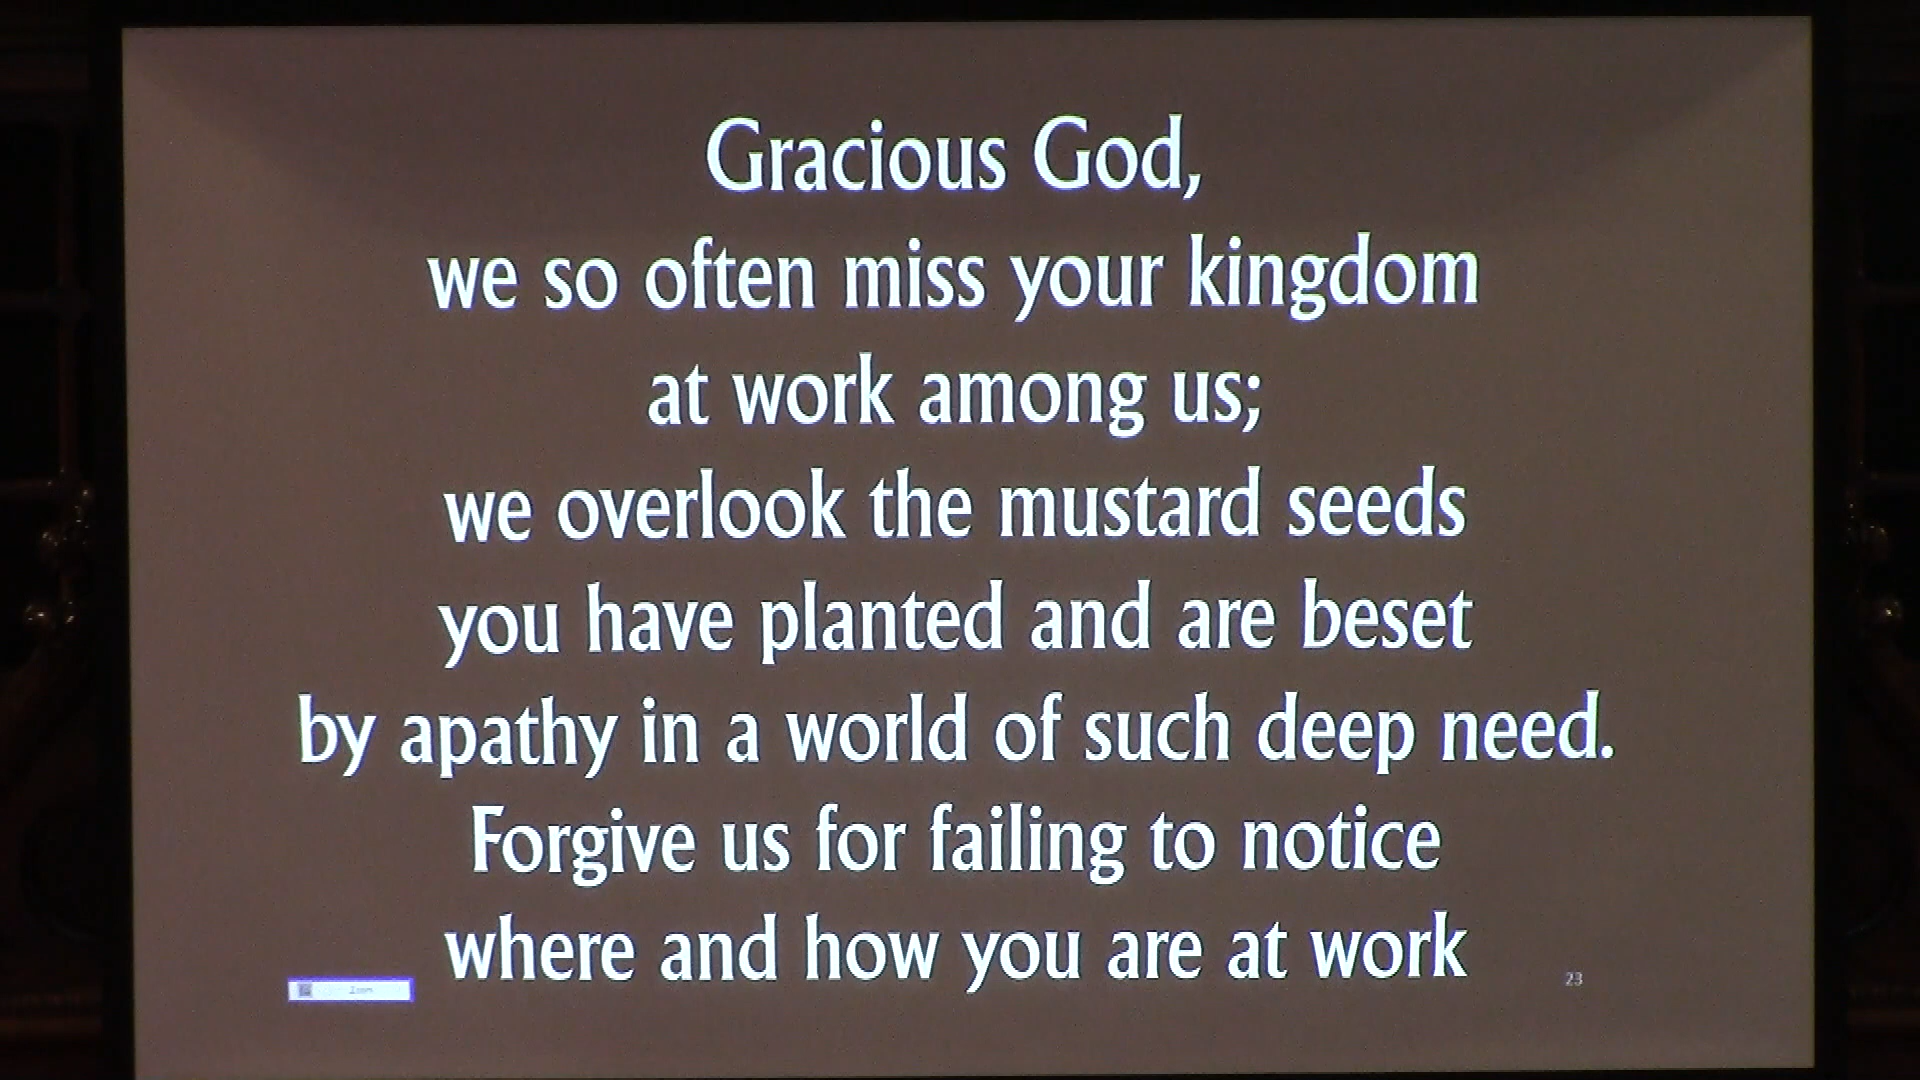 Gracious God,
we so often miss your kingdom
at work among us;
we overlook the mustard seeds
you have planted and are beset
by apathy in a world of such deep need.
Forgive us for failing to notice
where and how you are at work
23